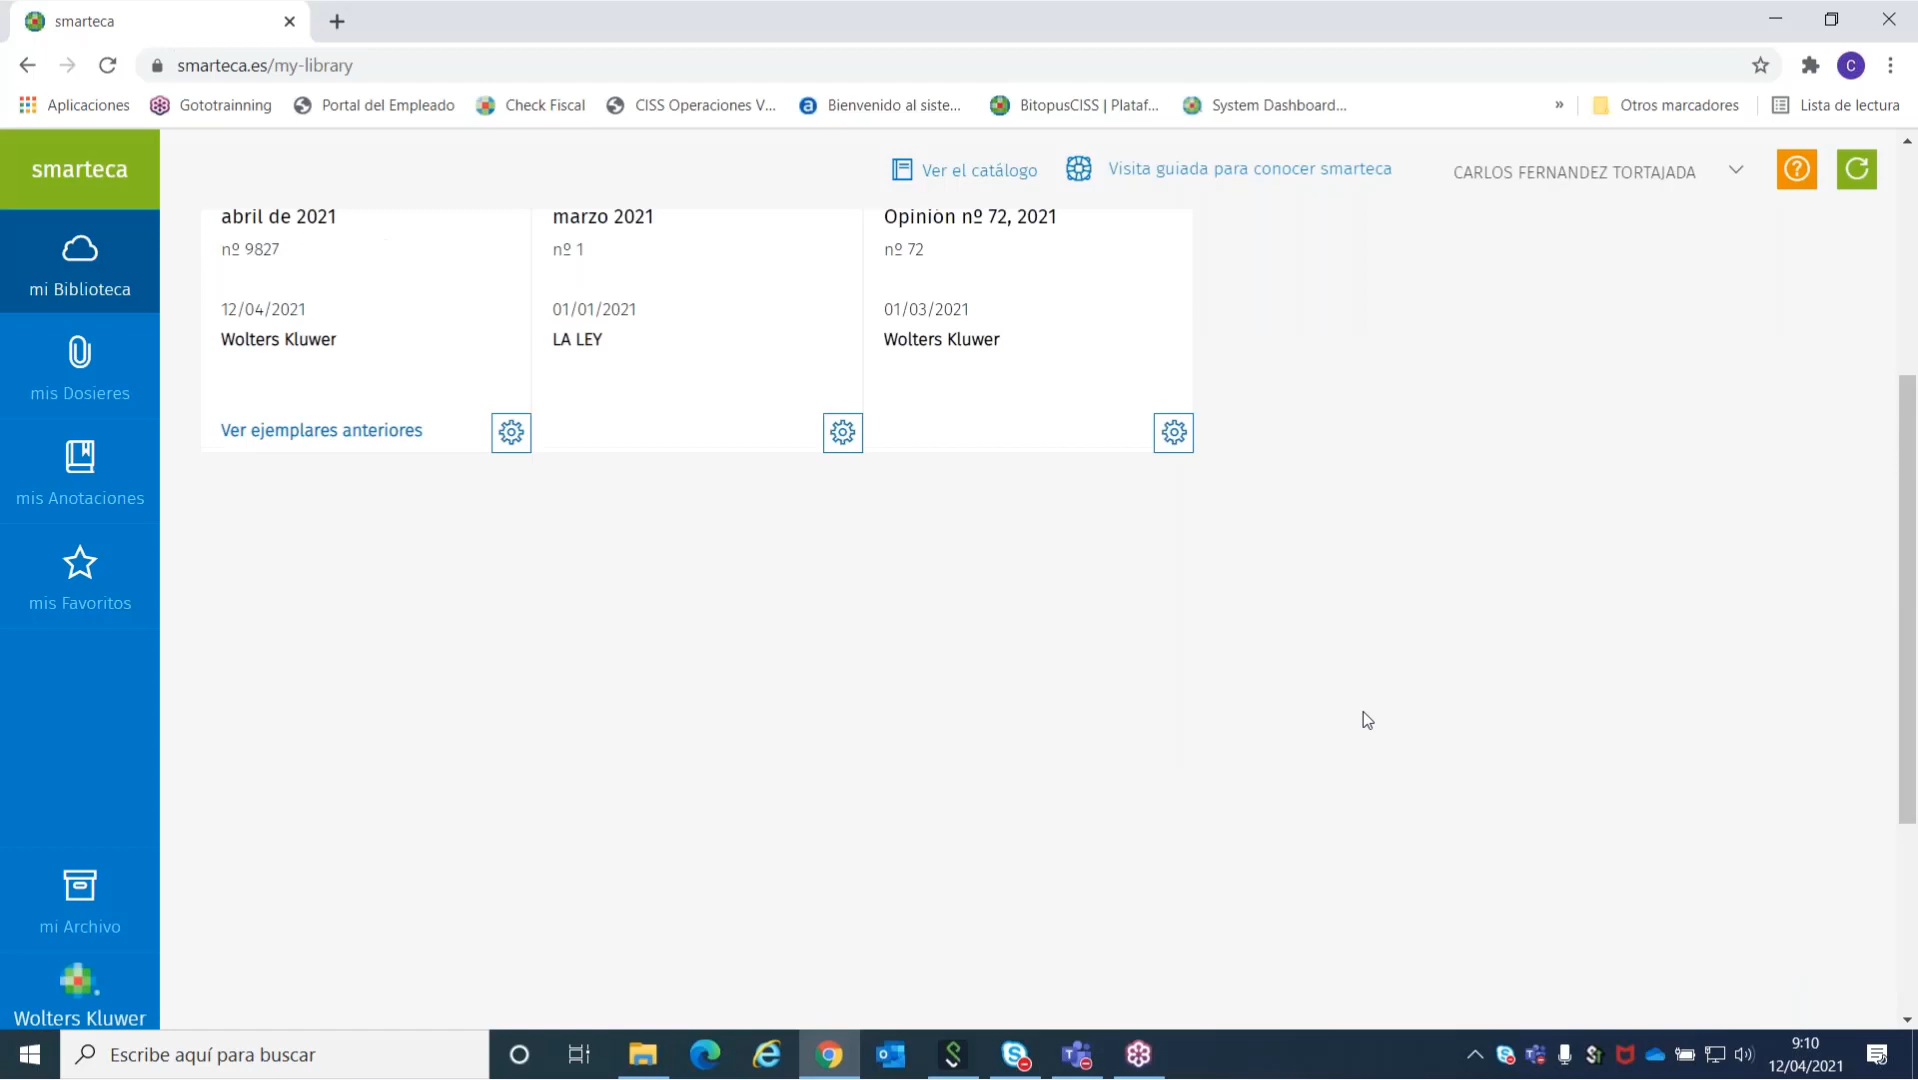 smarteca
smarteca.es/my-library
C
Aplicaciones Gototrainning Portal del Empleado Check Fiscal CISS Operaciones V... Bienvenido al siste... BitopusCISS | Plataf... System Dashboard... » Otros marcadores Lista de lectura
smarteca
Ver el catálogo Visita guiada para conocer smarteca CARLOS FERNANDEZ TORTAJADA
mi Biblioteca
mis Dosieres
mis Anotaciones
mis Favoritos
mi Archivo
Wolters Kluwer
abril de 2021
nº 9827
12/04/2021
Wolters Kluwer
Ver ejemplares anteriores
marzo 2021
nº 1
01/01/2021
LA LEY
Opinión nº 72, 2021
nº 72
01/03/2021
Wolters Kluwer
Escribe aquí para buscar
9:10
12/04/2021